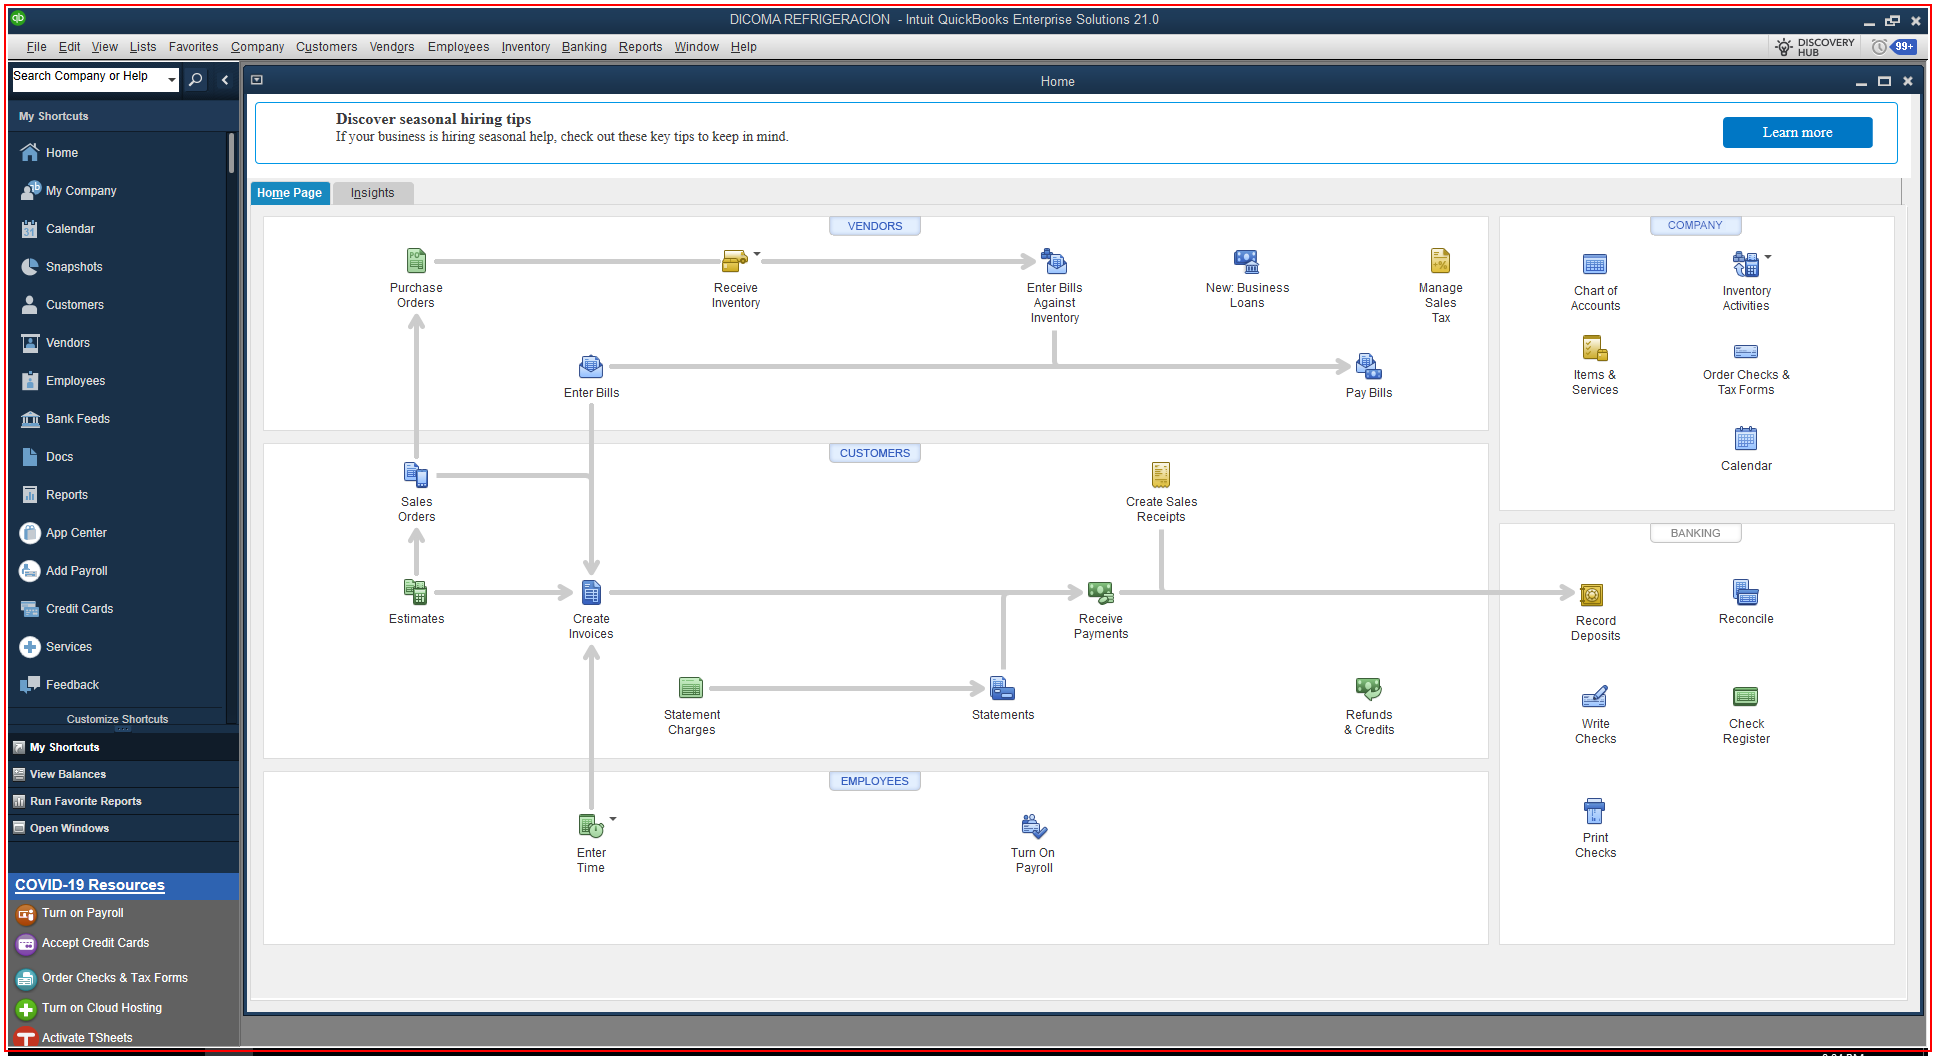 DICOMA REFRIGERACION - Intuit QuickBooks Enterprise Solutions 21.0
File Edit View Lists Favorites Company Customers Vendors Employees Inventory Banking Reports Window Help
DISCOVERY
HUB
99+
Search Company or Help
My Shortcuts
Home
My Company
Calendar
Snapshots
Customers
Vendors
Employees
Bank Feeds
Docs
Reports
App Center
Add Payroll
Credit Cards
Services
Feedback
Customize Shortcuts
My Shortcuts
View Balances
Run Favorite Reports
Open Windows
COVID-19 Resources
Turn on Payroll
Accept Credit Cards
Order Checks & Tax Forms
Turn on Cloud Hosting
Activate TSheets
Home
Discover seasonal hiring tips
If your business is hiring seasonal help, check out these key tips to keep in mind.
Learn more
Home Page
Insights
VENDORS
Purchase
Orders
Receive
Inventory
Enter Bills
Against
Inventory
New: Business
Loans
Manage
Sales
Tax
Enter Bills
Pay Bills
CUSTOMERS
Sales
Orders
Create Sales
Receipts
Estimates
Create
Invoices
Receive
Payments
Statement
Charges
Statements
Refunds
& Credits
EMPLOYEES
Enter
Time
Turn On
Payroll
COMPANY
Chart of
Accounts
Inventory
Activities
Items &
Services
Order Checks &
Tax Forms
Calendar
BANKING
Record
Deposits
Reconcile
Write
Checks
Check
Register
Print
Checks